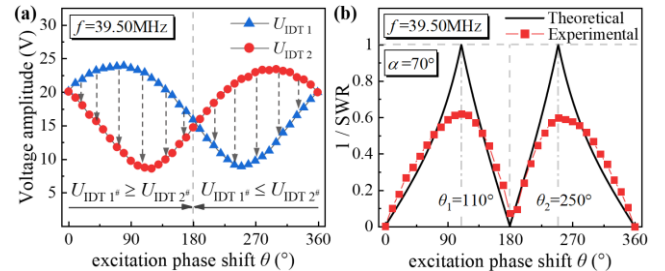 (a)
f=39.50MHz
U_IDT 1
U_IDT 2
Voltage amplitude (V)
30
25
20
15
10
U_IDT 1# ≥ U_IDT 2#
U_IDT 1# ≤ U_IDT 2#
0
90
180
270
360
excitation phase shift θ (°)
(b)
f=39.50MHz
Theoretical
Experimental
α=70°
1 / SWR
1
0.8
0.6
0.4
0.2
0
θ₁=110°
θ₂=250°
0
90
180
270
360
excitation phase shift θ (°)